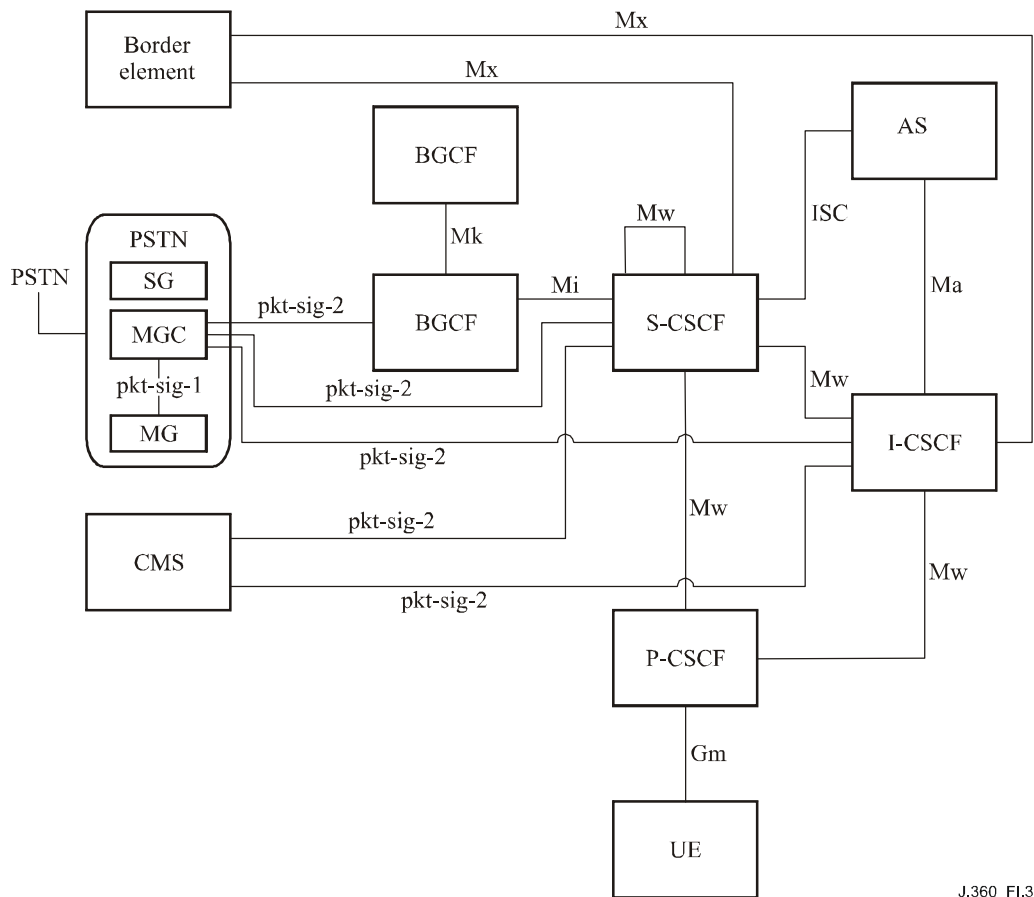 Mx
Border
element
Mx
AS
BGCF
ISC
Mw
PSTN
Mk
SG
PSTN
Mi
Ma
pkt-sig-2
MGC
BGCF
S-CSCF
Mw
pkt-sig-1
pkt-sig-2
MG
I-CSCF
pkt-sig-2
Mw
pkt-sig-2
CMS
Mw
pkt-sig-2
P-CSCF
Gm
UE
J.360_FI.3